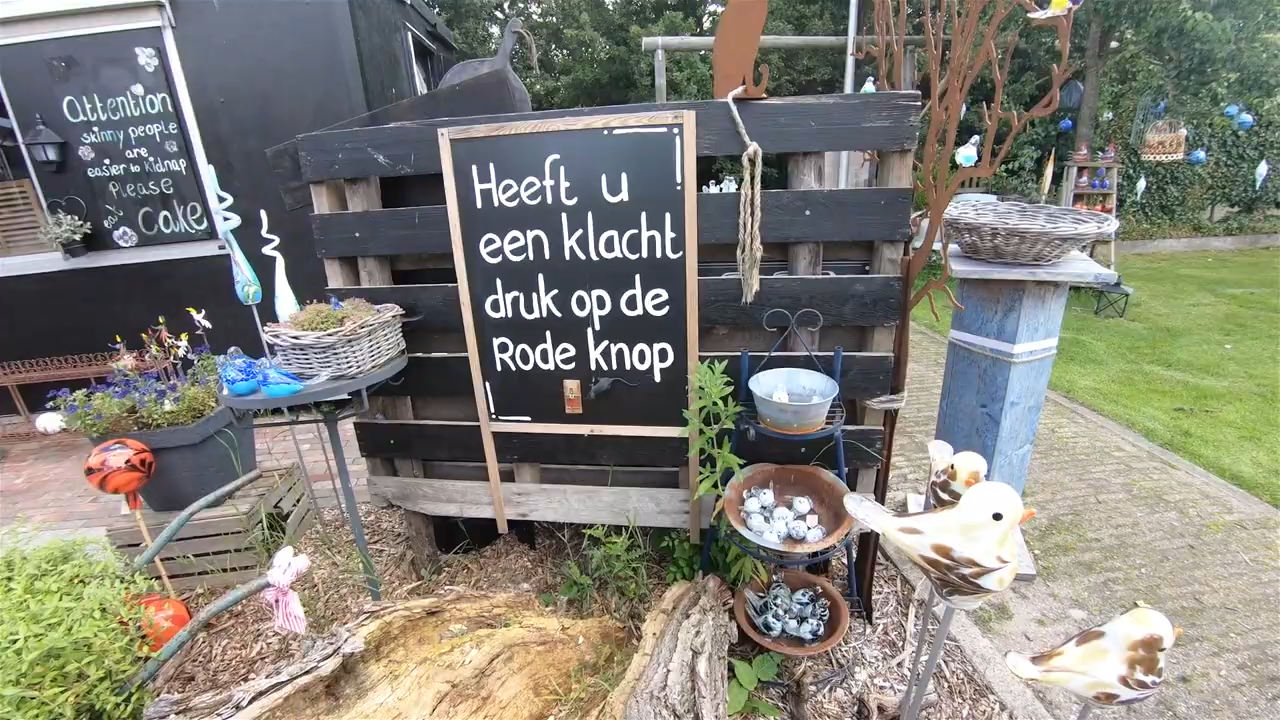 Attention
skinny people
are
easier to kidnap
Please
eat
Cake
Heeft u !
een klacht
druk op de
Rode knop